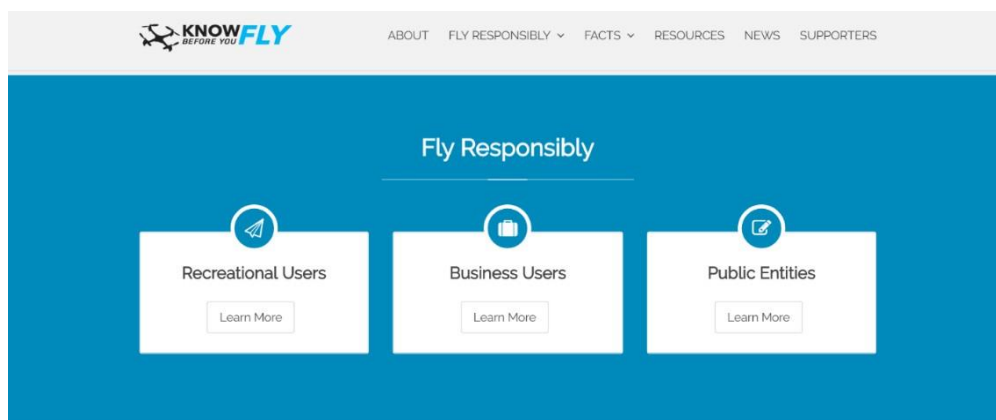 KNOW
BEFORE YOU FLY
ABOUT FLY RESPONSIBLY FACTS RESOURCES NEWS SUPPORTERS
Fly Responsibly
Recreational Users Business Users Public Entities
Learn More Learn More Learn More